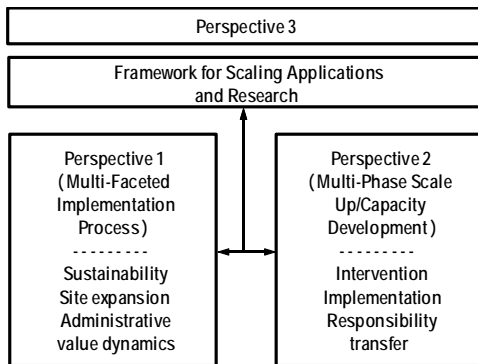 Perspective 3
Framework for Scaling Applications
and Research
Perspective 1
(Multi-Faceted
Implementation
Process)
- - - - - - - - -
Sustainability
Site expansion
Administrative
value dynamics
Perspective 2
(Multi-Phase Scale
Up/Capacity
Development)
- - - - - - - - -
Intervention
Implementation
Responsibility
transfer